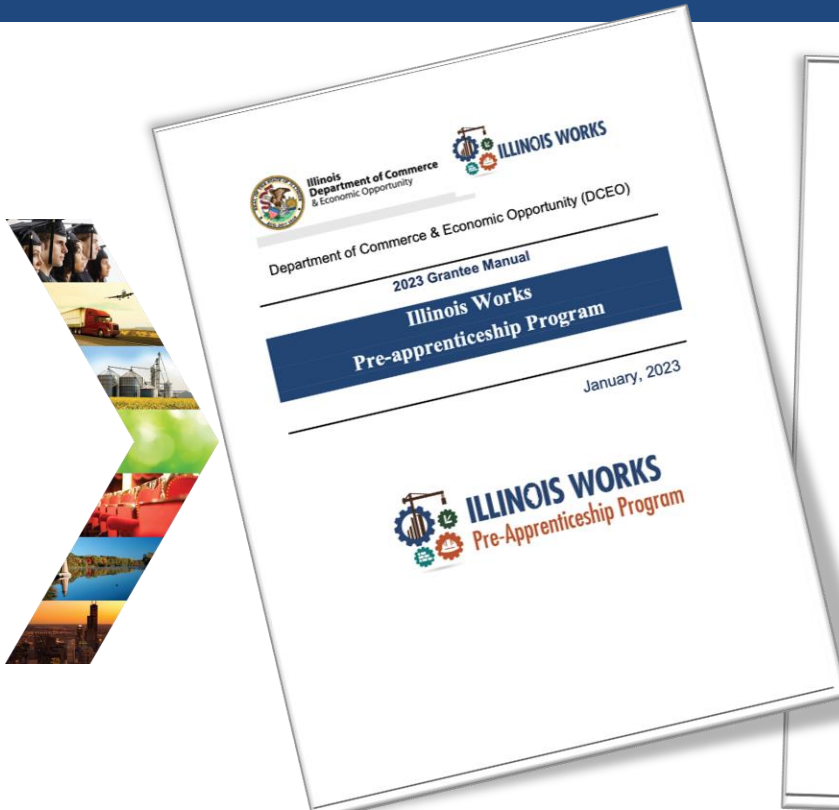 Illinois
Department of Commerce
& Economic Opportunity
ILLINOIS WORKS
Department of Commerce & Economic Opportunity (DCEO)
2023 Grantee Manual
Illinois Works
Pre-apprenticeship Program
January, 2023
ILLINOIS WORKS
Pre-Apprenticeship Program